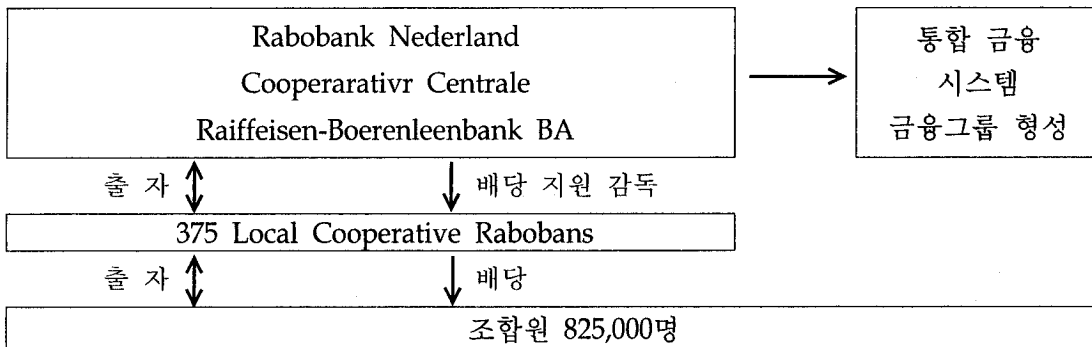 Rabobank Nederland
Cooperarativr Centrale
Raiffeisen-Boerenleenbank BA
통합 금융
시스템
금융그룹 형성
출 자
배당 지원 감독
375 Local Cooperative Rabobans
출 자
배당
조합원 825,000명